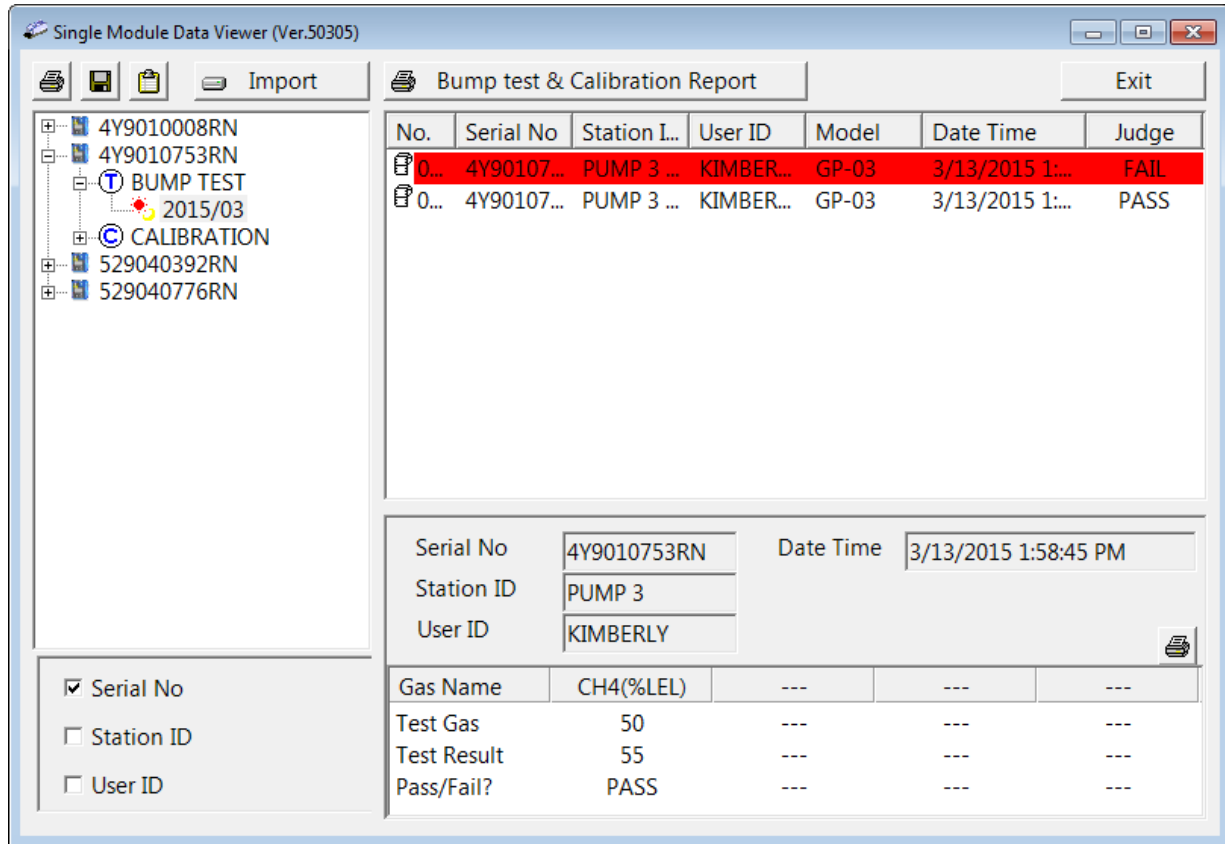 Single Module Data Viewer (Ver.50305)
Import
Bump test & Calibration Report
Exit
4Y9010008RN
4Y9010753RN
T BUMP TEST
2015/03
C CALIBRATION
529040392RN
529040776RN
No. Serial No Station I... User ID Model Date Time Judge
0... 4Y90107... PUMP 3 ... KIMBER... GP-03 3/13/2015 1:... FAIL
0... 4Y90107... PUMP 3 ... KIMBER... GP-03 3/13/2015 1:... PASS
Serial No 4Y9010753RN Date Time 3/13/2015 1:58:45 PM
Station ID PUMP 3
User ID KIMBERLY
Serial No
Station ID
User ID
Gas Name CH4(%LEL) --- --- ---
Test Gas 50 --- --- ---
Test Result 55 --- --- ---
Pass/Fail? PASS --- --- ---